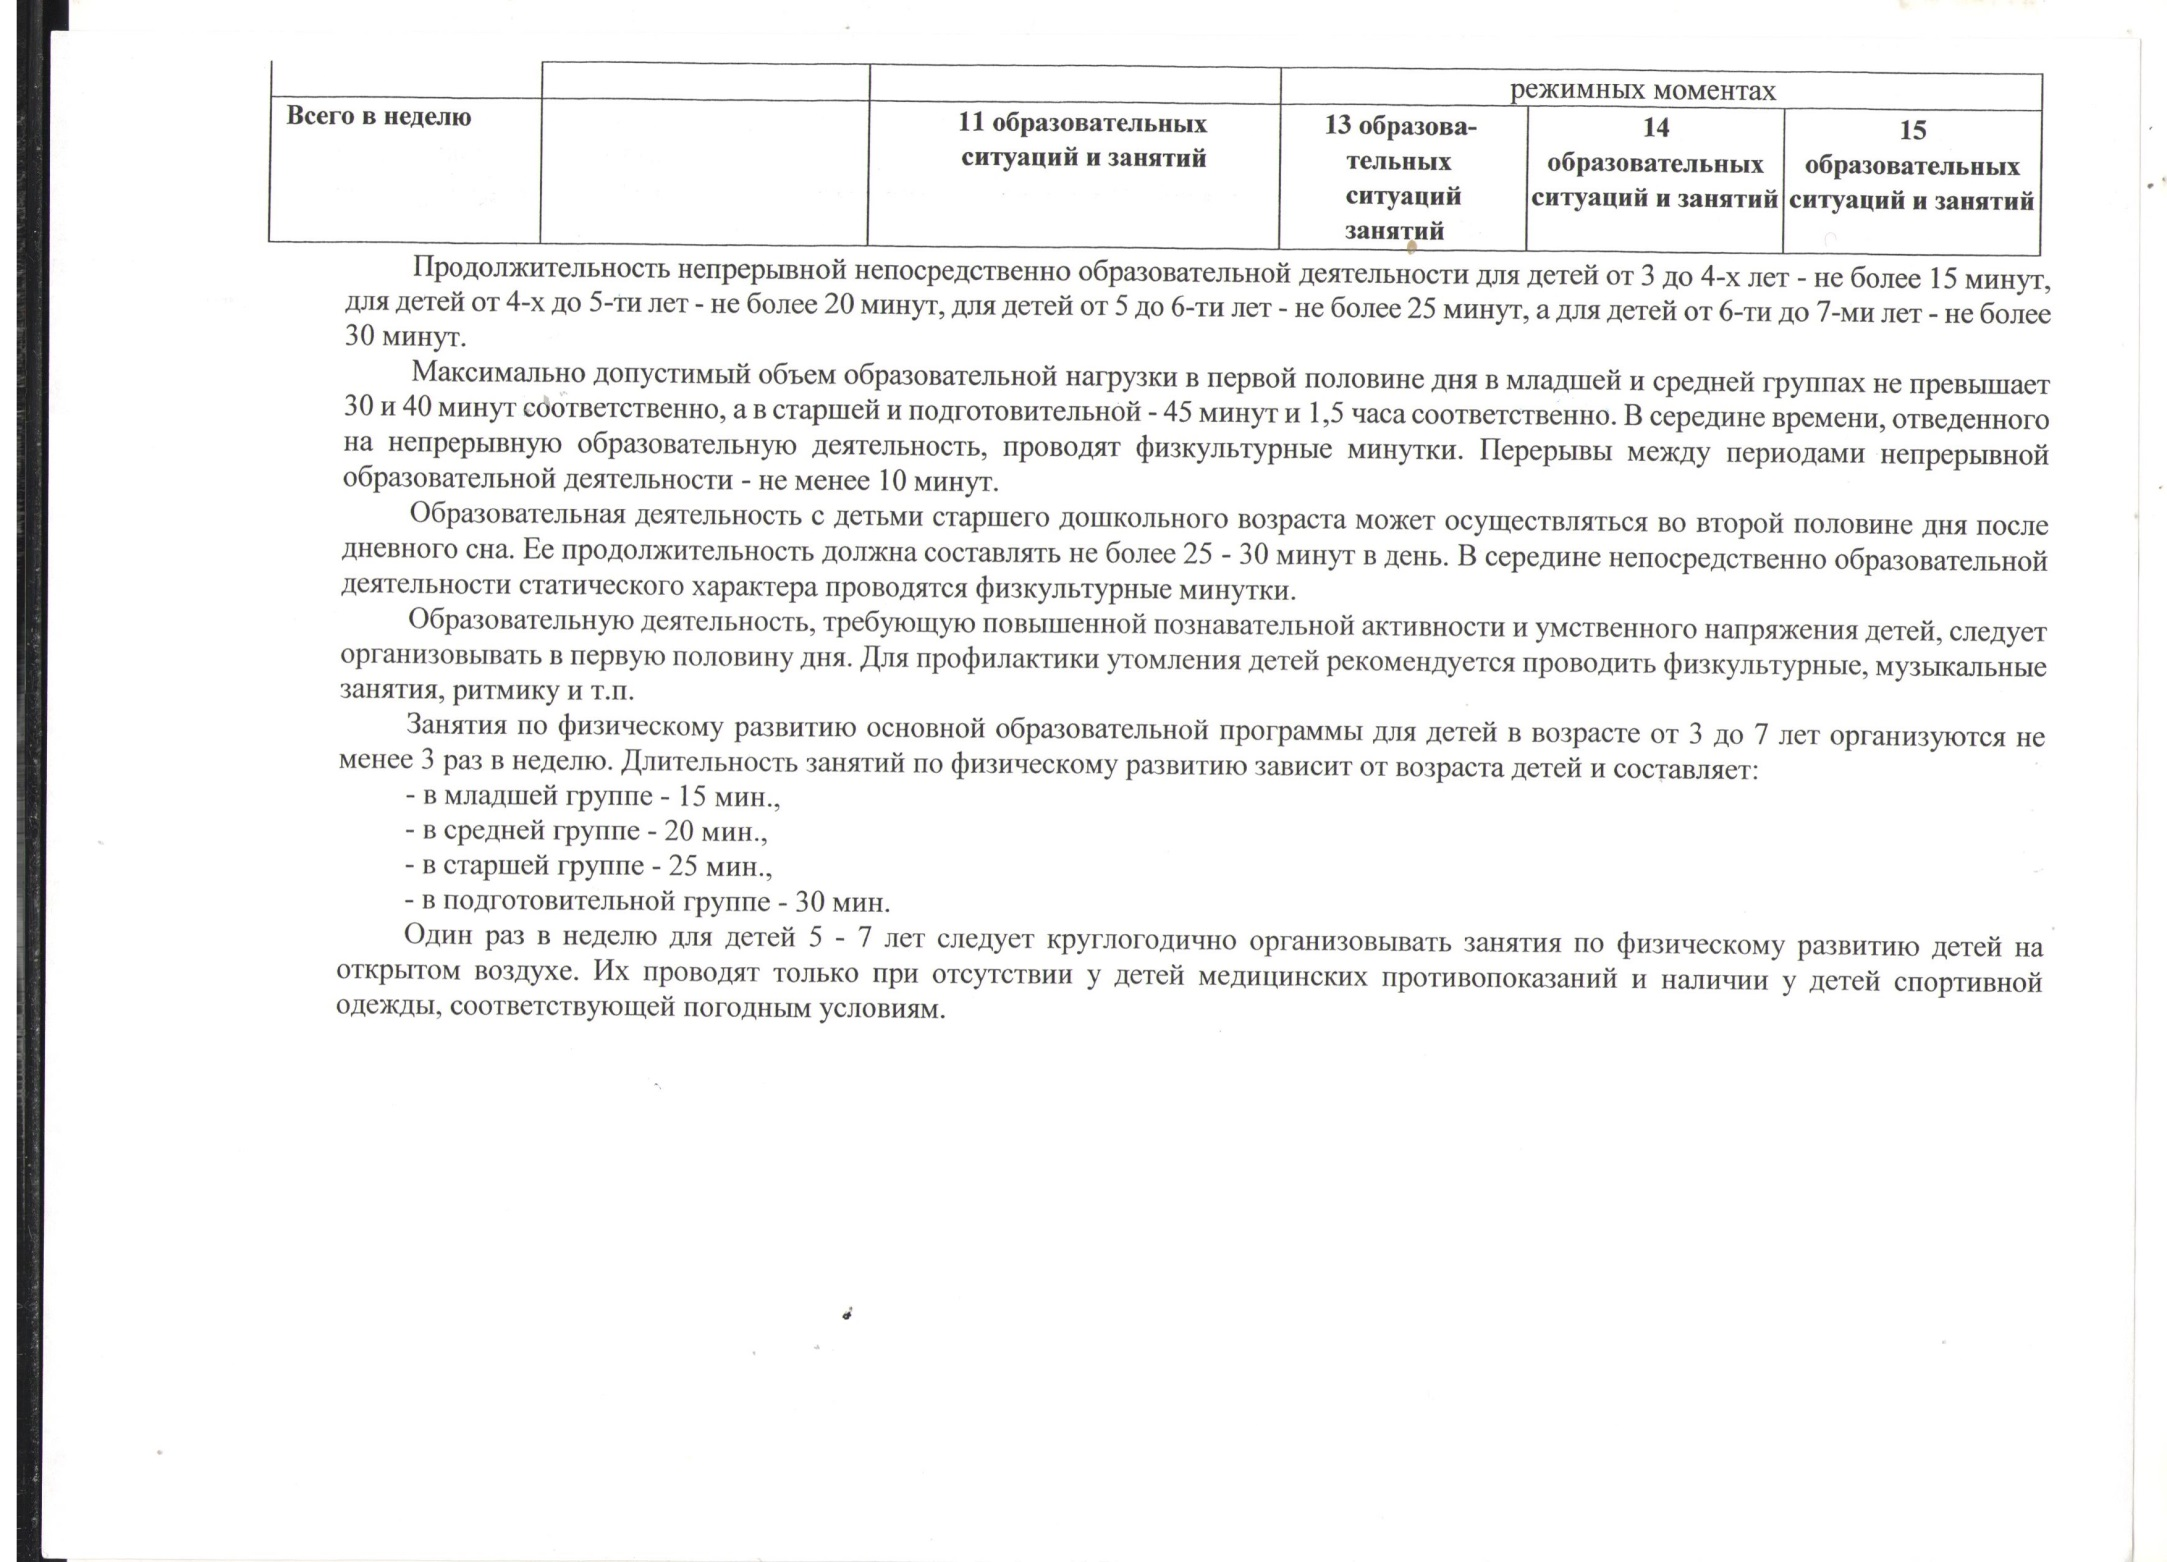 режимных моментах
Всего в неделю
11 образовательных
ситуаций и занятий
13 образова-
тельных
ситуаций
занятий
14
образовательных
ситуаций и занятий
15
образовательных
ситуаций и занятий
Продолжительность непрерывной непосредственно образовательной деятельности для детей от 3 до 4-х лет - не более 15 минут,
для детей от 4-х до 5-ти лет - не более 20 минут, для детей от 5 до 6-ти лет - не более 25 минут, а для детей от 6-ти до 7-ми лет - не более
30 минут.
Максимально допустимый объем образовательной нагрузки в первой половине дня в младшей и средней группах не превышает
30 и 40 минут соответственно, а в старшей и подготовительной - 45 минут и 1,5 часа соответственно. В середине времени, отведенного
на непрерывную образовательную деятельность, проводят физкультурные минутки. Перерывы между периодами непрерывной
образовательной деятельности - не менее 10 минут.
Образовательная деятельность с детьми старшего дошкольного возраста может осуществляться во второй половине дня после
дневного сна. Ее продолжительность должна составлять не более 25 - 30 минут в день. В середине непосредственно образовательной
деятельности статического характера проводятся физкультурные минутки.
Образовательную деятельность, требующую повышенной познавательной активности и умственного напряжения детей, следует
организовывать в первую половину дня. Для профилактики утомления детей рекомендуется проводить физкультурные, музыкальные
занятия, ритмику и т.п.
Занятия по физическому развитию основной образовательной программы для детей в возрасте от 3 до 7 лет организуются не
менее 3 раз в неделю. Длительность занятий по физическому развитию зависит от возраста детей и составляет:
- в младшей группе - 15 мин.,
- в средней группе - 20 мин.,
- в старшей группе - 25 мин.,
- в подготовительной группе - 30 мин.
Один раз в неделю для детей 5 - 7 лет следует круглогодично организовывать занятия по физическому развитию детей на
открытом воздухе. Их проводят только при отсутствии у детей медицинских противопоказаний и наличии у детей спортивной
одежды, соответствующей погодным условиям.